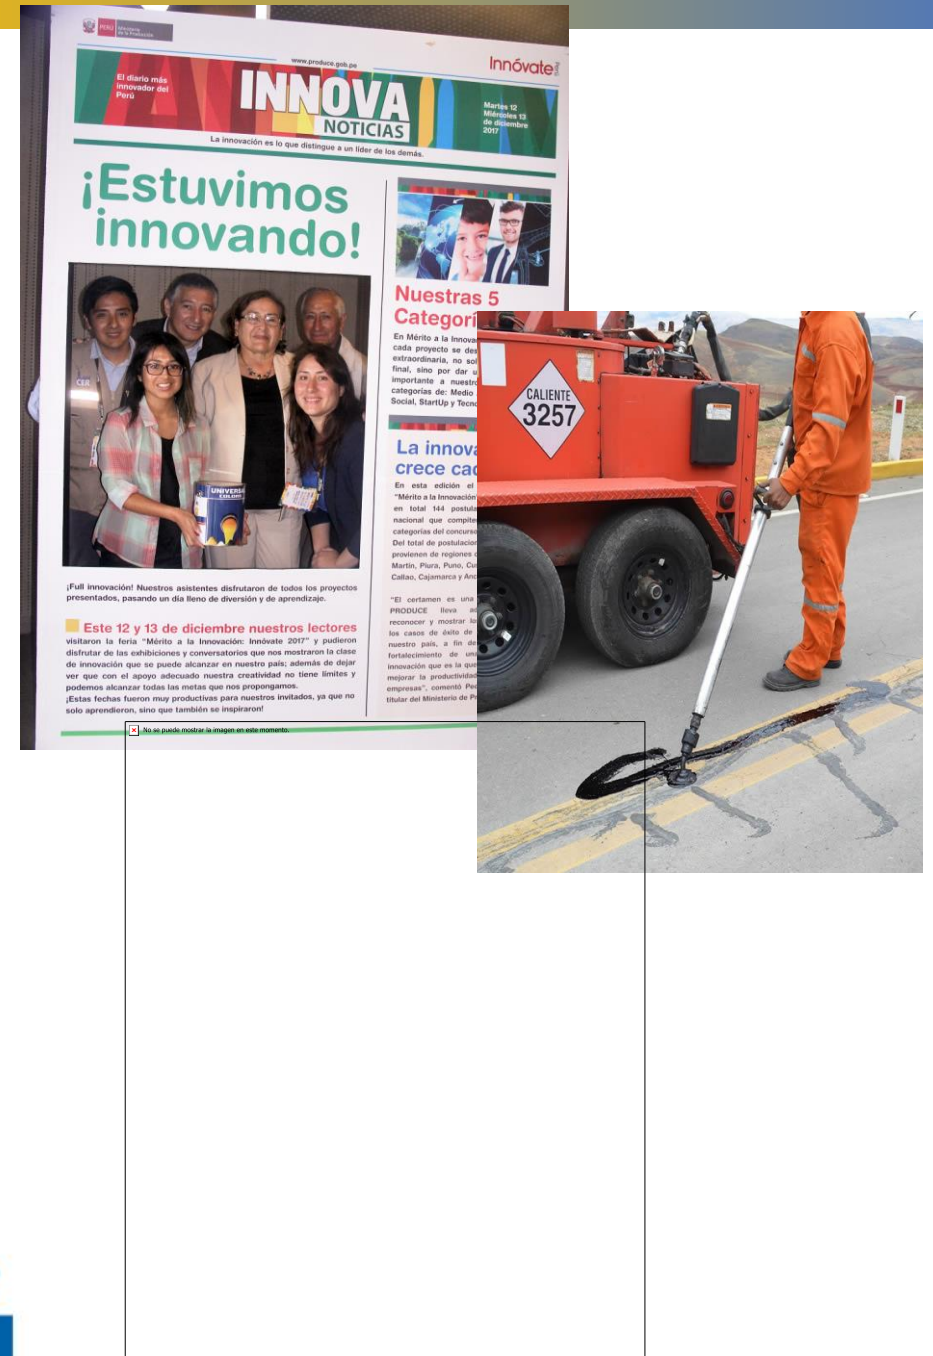 PERÚ
Ministerio
de la Producción
www.produce.gob.pe
Innóvate
Perú
El diario más
innovador del
Perú
INNOVA
NOTICIAS
Martes 12
Miércoles 13
de diciembre
2017
La innovación es lo que distingue a un líder de los demás.
¡Estuvimos
innovando!
CER
UNIVERSAL
COLORS
¡Full innovación! Nuestros asistentes disfrutaron de todos los proyectos
presentados, pasando un día lleno de diversión y de aprendizaje.
Este 12 y 13 de diciembre nuestros lectores
visitaron la feria "Mérito a la Innovación: Innóvate 2017" y pudieron
disfrutar de las exhibiciones y conversatorios que nos mostraron la clase
de innovación que se puede alcanzar en nuestro país; además de dejar
ver que con el apoyo adecuado nuestra creatividad no tiene límites y
podemos alcanzar todas las metas que nos propongamos.
¡Estas fechas fueron muy productivas para nuestros invitados, ya que no
solo aprendieron, sino que también se inspiraron!
Nuestras 5
Categorí
En Mérito a la Innova
cada proyecto se des
extraordinaria, no sol
final, sino por dar u
importante a nuestro
categorías de: Medio
Social, StartUp y Tecno
La innova
crece cad
En esta edición el
"Mérito a la Innovación
en total 144 postula
nacional que compiten
categorías del concurso
Del total de postulacion
provienen de regiones
Martín, Piura, Puno, Cu
Callao, Cajamarca y Anc
"El certamen es una
PRODUCE lleva
reconocer y mostrar
los casos de éxito de
nuestro país, a fin de
fortalecimiento de una
innovación que es la que
mejorar la productividad
empresas", comentó Ped
titular del Ministerio de Pr
CALIENTE
3257
No se puede mostrar la imagen en este momento.